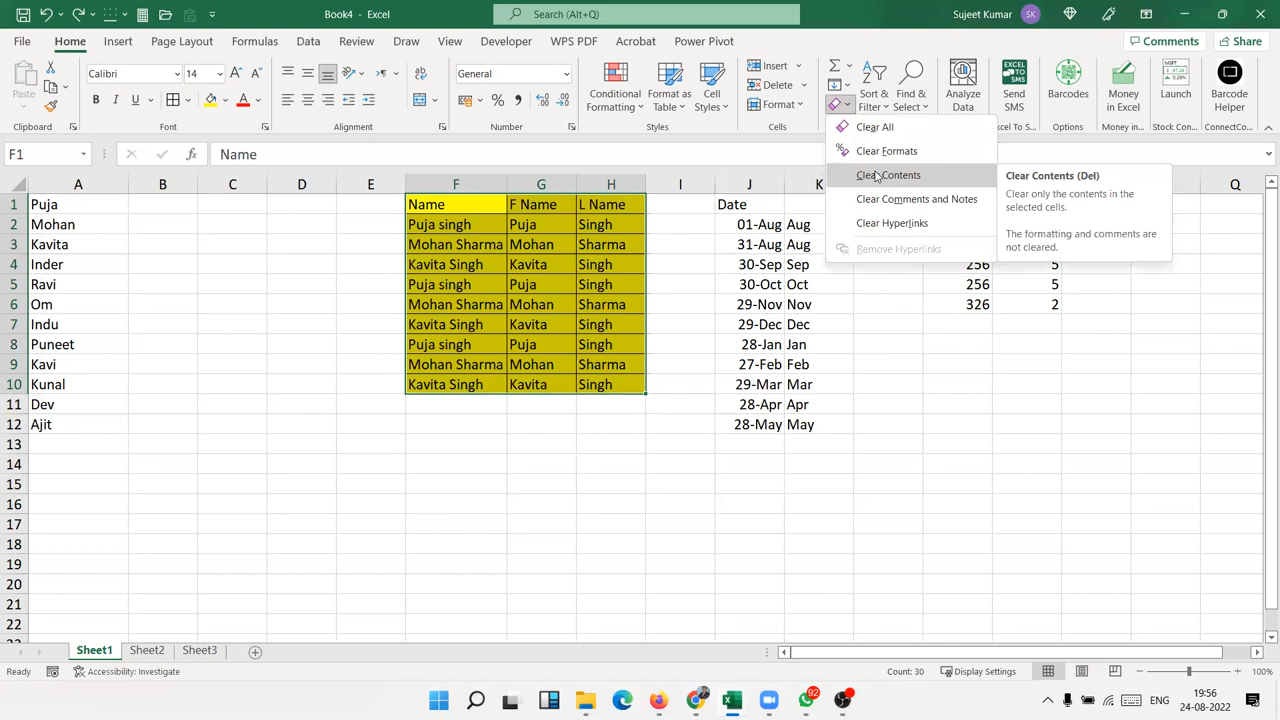 Book4 - Excel
Search (Alt+Q)
Sujeet Kumar
SK
File
Home
Insert
Page Layout
Formulas
Data
Review
Draw
View
Developer
WPS PDF
Acrobat
Power Pivot
Comments
Share
Paste
Calibri
14
B I U
General
Conditional Formatting
Format as Table
Cell Styles
Insert
Delete
Format
Sort & Filter
Find & Select
Analyze Data
Send SMS
Barcodes
Money in Excel
Launch
Barcode Helper
Clipboard
Font
Alignment
Number
Styles
Cells
Excel To S...
Options
Stock Con...
ConnectCo...
Clear All
Clear Formats
Clear Contents
Clear Comments and Notes
Clear Hyperlinks
Remove Hyperlinks
Clear Contents (Del)
Clear only the contents in the
selected cells.
The formatting and comments are
not cleared.
F1
fx
Name
A B C D E F G H I J K Q
1 Puja Name F Name L Name Date
2 Mohan Puja singh Puja Singh 01-Aug Aug
3 Kavita Mohan Sharma Mohan Sharma 31-Aug Aug
4 Inder Kavita Singh Kavita Singh 30-Sep Sep 256 5
5 Ravi Puja singh Puja Singh 30-Oct Oct 256 5
6 Om Mohan Sharma Mohan Sharma 29-Nov Nov 326 2
7 Indu Kavita Singh Kavita Singh 29-Dec Dec
8 Puneet Puja singh Puja Singh 28-Jan Jan
9 Kavi Mohan Sharma Mohan Sharma 27-Feb Feb
10 Kunal Kavita Singh Kavita Singh 29-Mar Mar
11 Dev 28-Apr Apr
12 Ajit 28-May May
13
14
15
16
17
18
19
20
21
22
Sheet1
Sheet2
Sheet3
Ready
Accessibility: Investigate
Count: 30
Display Settings
100%
92
ENG
19:56
24-08-2022